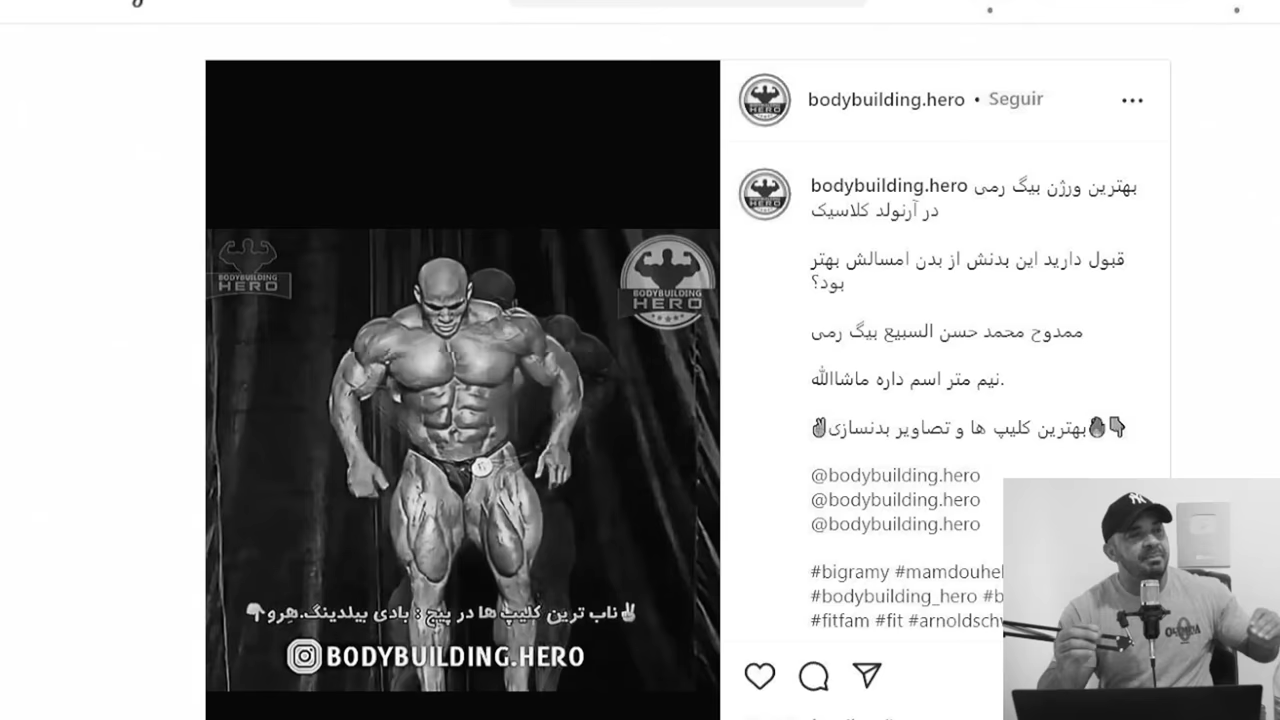 bodybuilding.hero • Seguir
bodybuilding.hero بهترین ورژن بیگ رمی
در آرنولد کلاسیک
قبول دارید این بدنش از بدن امسالش بهتر
بود؟
ممدوح محمد حسن السبیع بیگ رمی
نیم متر اسم داره ماشاالله.
بهترین کلیپ ها و تصاویر بدنسازی
@bodybuilding.hero
@bodybuilding.hero
@bodybuilding.hero
#bigramy #mamdouhel
#bodybuilding_hero #b
#fitfam #fit #arnoldschw
BODYBUILDING
HERO
BODYBUILDING
HERO
ناب ترین کلیپ ها در پیج : بادی بیلدینگ.هرو
BODYBUILDING.HERO